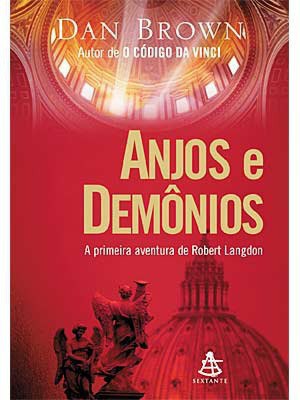 DAN BROWN
Autor de O CÓDIGO DA VINCI
ANJOS e
DEMÔNIOS
A primeira aventura de Robert Langdon
SEXTANTE